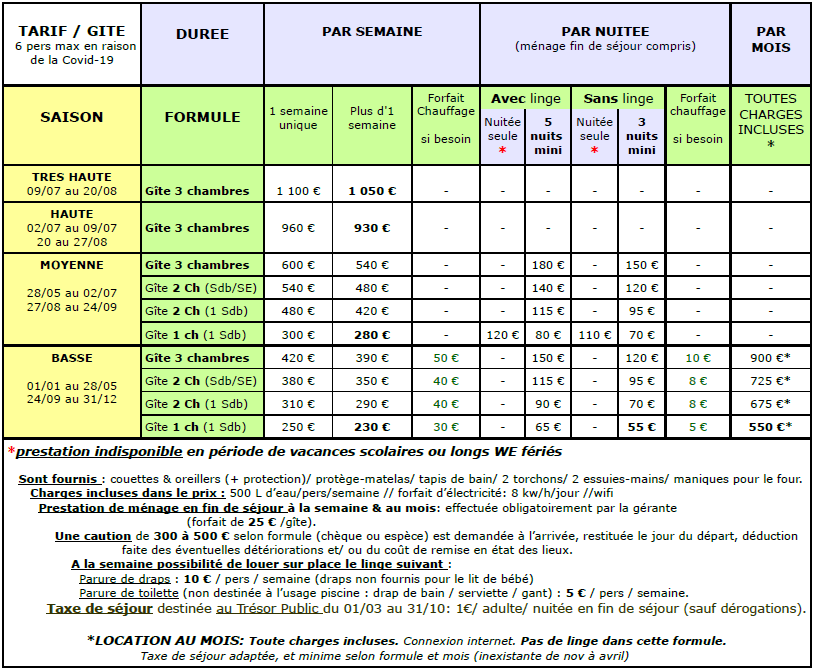 TARIF / GITE
6 pers max en raison
de la Covid-19
DUREE
PAR SEMAINE
PAR NUITEE
(ménage fin de séjour compris)
PAR
MOIS
SAISON
FORMULE
1 semaine
unique
Plus d'1
semaine
Forfait
Chauffage
si besoin
Avec linge
Nuitée
seule
*
5
nuits
mini
Sans linge
Nuitée
seule
*
3
nuits
mini
Forfait
chauffage
si besoin
TOUTES
CHARGES
INCLUSES
*
TRES HAUTE
09/07 au 20/08
Gîte 3 chambres 1 100 € 1 050 € - - - - - - -
HAUTE
02/07 au 09/07
20 au 27/08
Gîte 3 chambres 960 € 930 € - - - - - - -
MOYENNE
28/05 au 02/07
27/08 au 24/09
Gîte 3 chambres 600 € 540 € - - 180 € - 150 € - -
Gîte 2 Ch (Sdb/SE) 540 € 480 € - - 140 € - 120 € - -
Gîte 2 Ch (1 Sdb) 480 € 420 € - - 115 € - 95 € - -
Gîte 1 ch (1 Sdb) 300 € 280 € - 120 € 80 € 110 € 70 € - -
BASSE
01/01 au 28/05
24/09 au 31/12
Gîte 3 chambres 420 € 390 € 50 € - 150 € - 120 € 10 € 900 €*
Gîte 2 Ch (Sdb/SE) 380 € 350 € 40 € - 115 € - 95 € 8 € 725 €*
Gîte 2 Ch (1 Sdb) 310 € 290 € 40 € - 90 € - 70 € 8 € 675 €*
Gîte 1 ch (1 Sdb) 250 € 230 € 30 € - 65 € - 55 € 5 € 550 €*
*prestation indisponible en période de vacances scolaires ou longs WE fériés
Sont fournis : couettes & oreillers (+ protection)/ protège-matelas/ tapis de bain/ 2 torchons/ 2 essuies-mains/ maniques pour le four.
Charges incluses dans le prix : 500 L d'eau/pers/semaine // forfait d'électricité: 8 kw/h/jour //wifi
Prestation de ménage en fin de séjour à la semaine & au mois: effectuée obligatoirement par la gérante
(forfait de 25 € /gîte).
Une caution de 300 à 500 € selon formule (chèque ou espèce) est demandée à l'arrivée, restituée le jour du départ, déduction
faite des éventuelles détériorations et/ ou du coût de remise en état des lieux.
A la semaine possibilité de louer sur place le linge suivant :
Parure de draps : 10 € / pers / semaine (draps non fournis pour le lit de bébé)
Parure de toilette (non destinée à l'usage piscine : drap de bain / serviette / gant) : 5 € / pers / semaine.
Taxe de séjour destinée au Trésor Public du 01/03 au 31/10: 1€/ adulte/ nuitée en fin de séjour (sauf dérogations).
*LOCATION AU MOIS: Toute charges incluses. Connexion internet. Pas de linge dans cette formule.
Taxe de séjour adaptée, et minime selon formule et mois (inexistante de nov à avril)